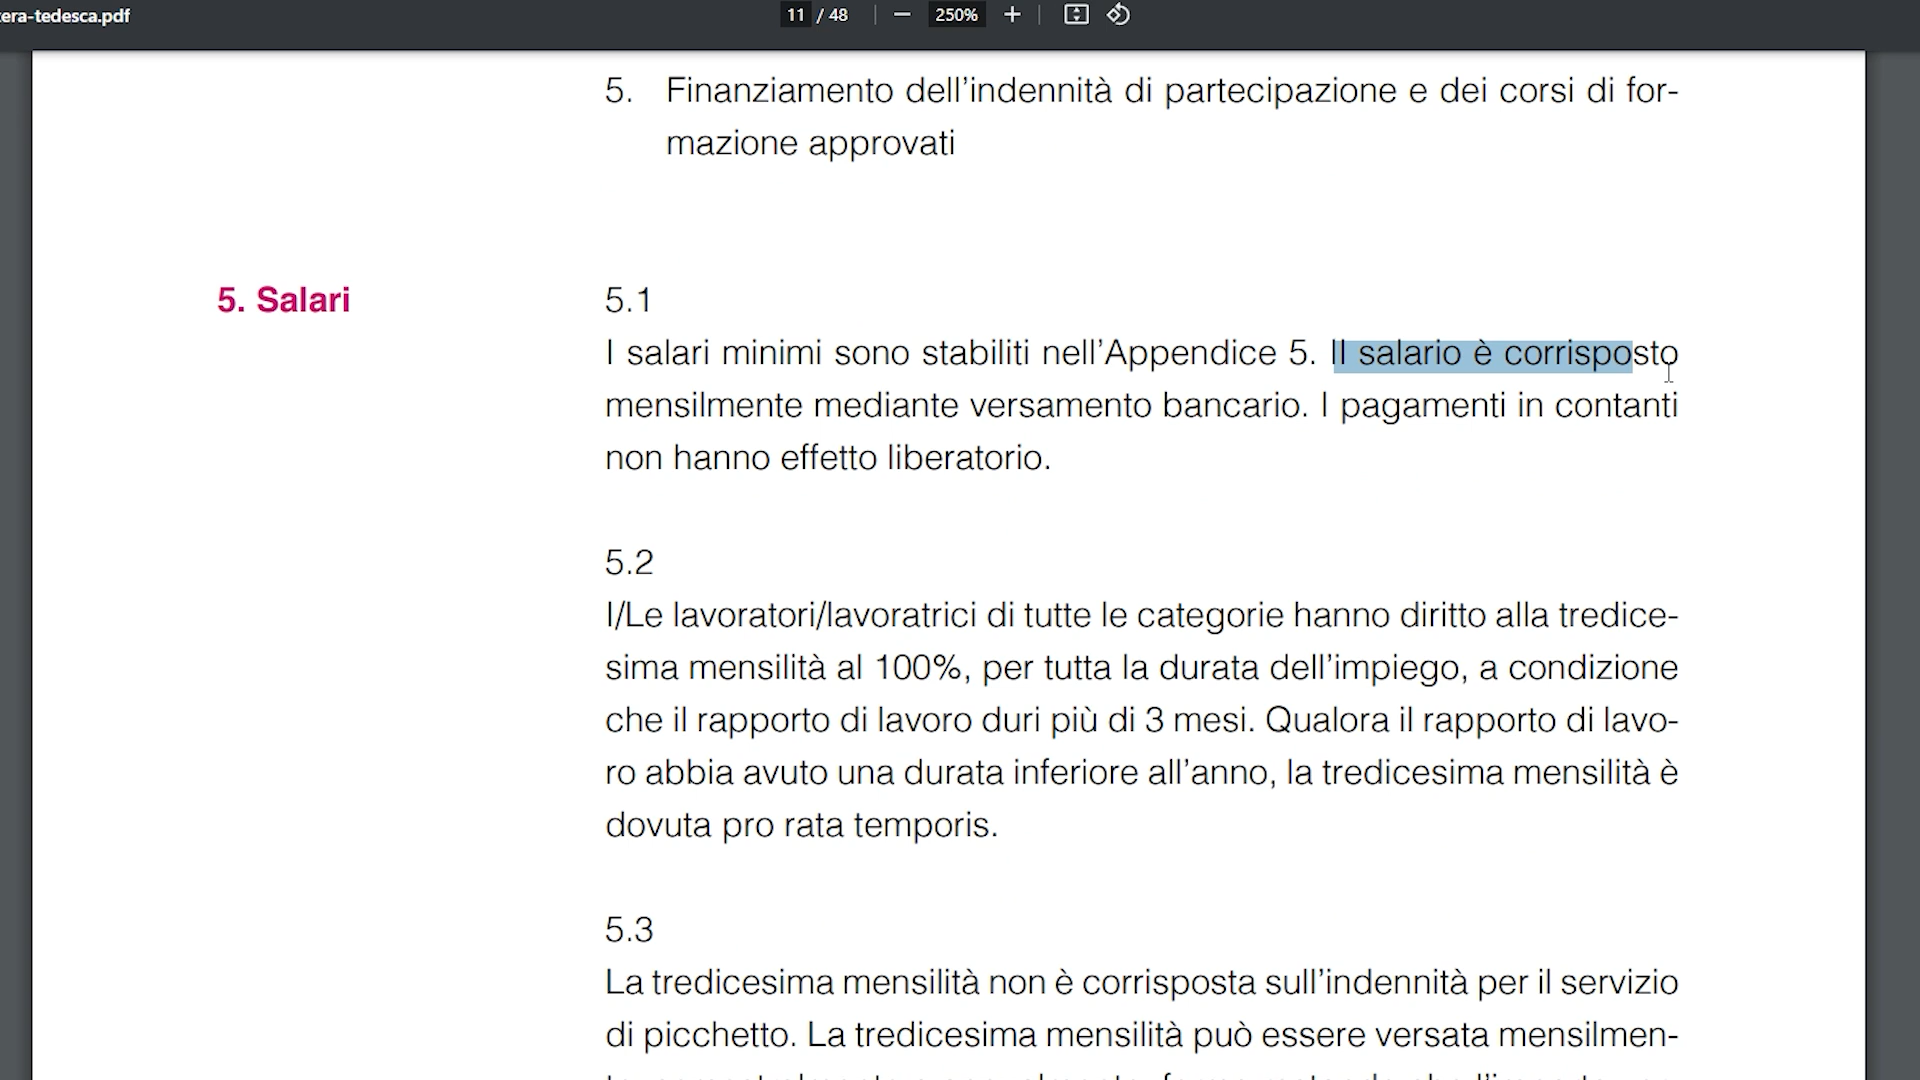 era-tedesca.pdf
11 / 48
250%
5. Finanziamento dell'indennità di partecipazione e dei corsi di for-
mazione approvati
5. Salari
5.1
I salari minimi sono stabiliti nell'Appendice 5. Il salario è corrisposto
mensilmente mediante versamento bancario. I pagamenti in contanti
non hanno effetto liberatorio.
5.2
I/Le lavoratori/lavoratrici di tutte le categorie hanno diritto alla tredice-
sima mensilità al 100%, per tutta la durata dell'impiego, a condizione
che il rapporto di lavoro duri più di 3 mesi. Qualora il rapporto di lavo-
ro abbia avuto una durata inferiore all'anno, la tredicesima mensilità è
dovuta pro rata temporis.
5.3
La tredicesima mensilità non è corrisposta sull'indennità per il servizio
di picchetto. La tredicesima mensilità può essere versata mensilmen-